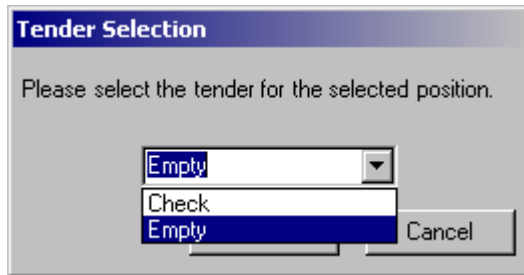 Tender Selection
Please select the tender for the selected position.
Empty
Check
Empty
Cancel